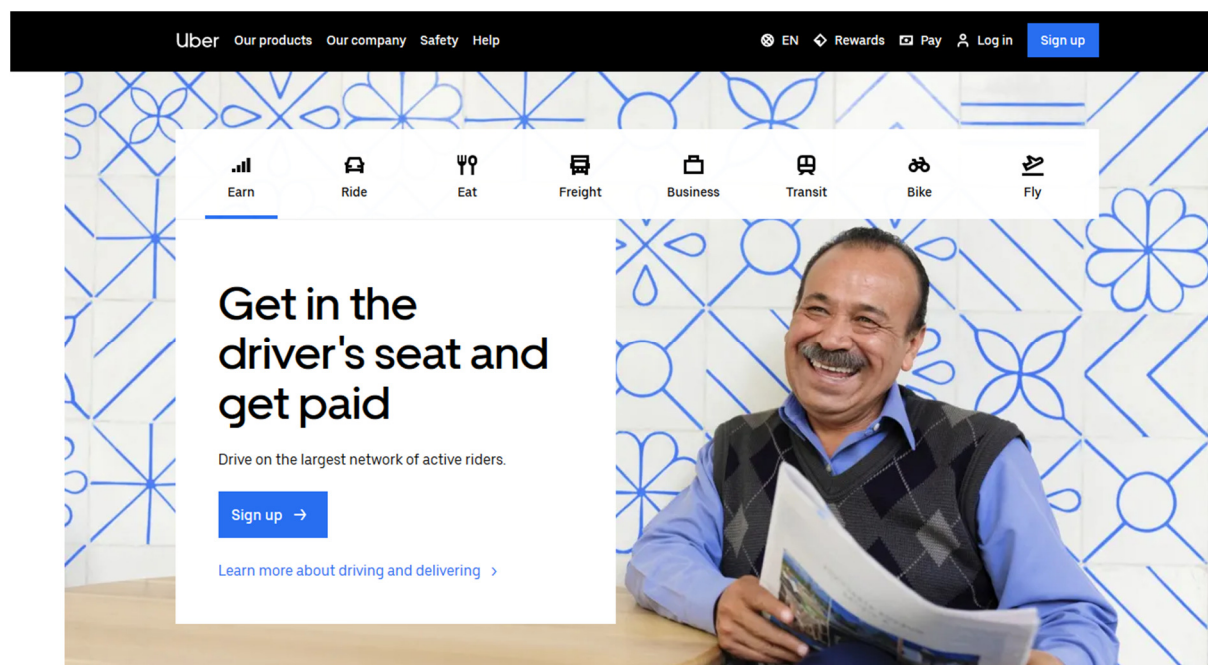 Uber Our products Our company Safety Help EN Rewards Pay Log in Sign up
Earn Ride Eat Freight Business Transit Bike Fly
Get in the
driver's seat and
get paid
Drive on the largest network of active riders.
Sign up →
Learn more about driving and delivering >